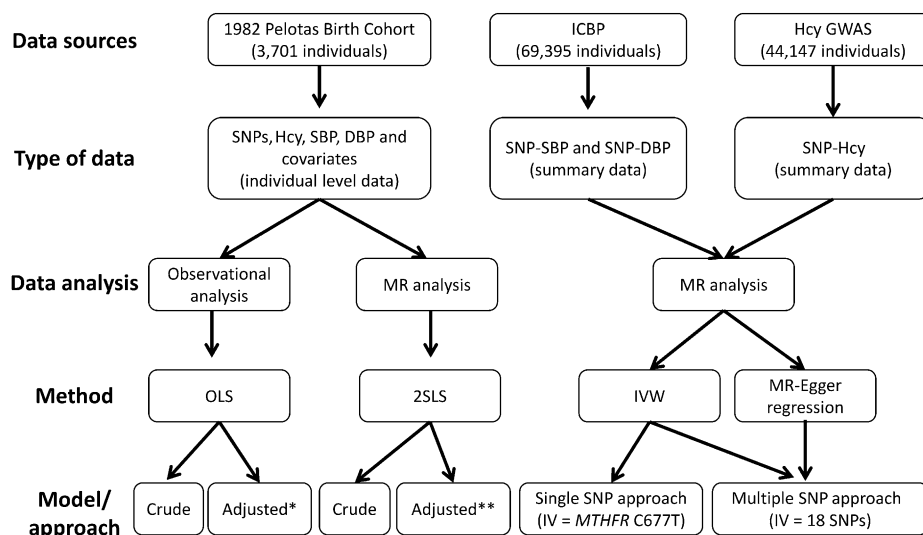 Data sources
1982 Pelotas Birth Cohort
(3,701 individuals)
ICBP
(69,395 individuals)
Hcy GWAS
(44,147 individuals)
Type of data
SNPs, Hcy, SBP, DBP and
covariates
(individual level data)
SNP-SBP and SNP-DBP
(summary data)
SNP-Hcy
(summary data)
Data analysis
Observational
analysis
MR analysis
MR analysis
Method
OLS
2SLS
IVW
MR-Egger
regression
Model/
approach
Crude
Adjusted*
Crude
Adjusted**
Single SNP approach
(IV = MTHFR C677T)
Multiple SNP approach
(IV = 18 SNPs)